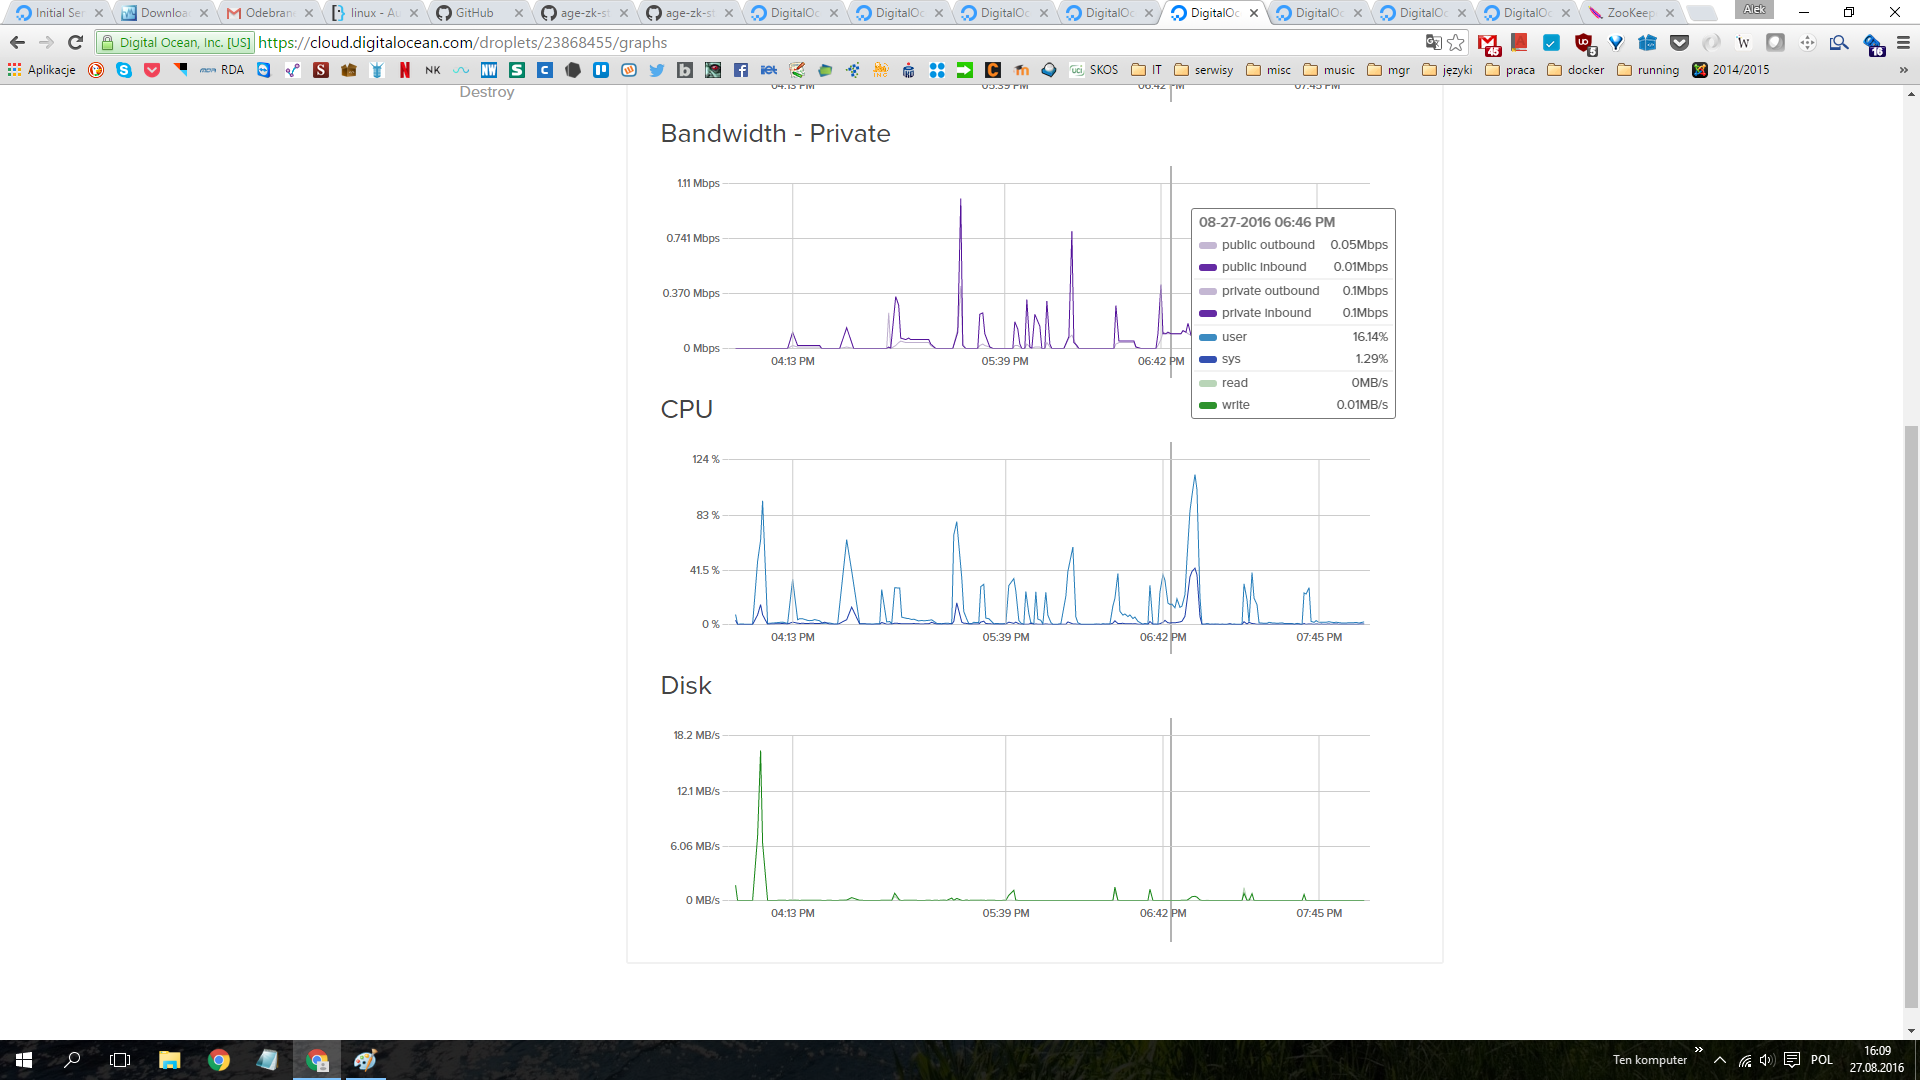 Initial Ser
Downloa
Odebrane
linux - Au
GitHub
age-zk-st
age-zk-st
DigitalOc
DigitalOc
DigitalOc
DigitalOc
DigitalOc
DigitalOc
DigitalOc
DigitalOc
ZooKeepe
Alek
Digital Ocean, Inc. [US]
https://cloud.digitalocean.com/droplets/23868455/graphs
45
5
W
16
Aplikacje
RDA
NK
SKOS
IT
serwisy
misc
music
mgr
języki
praca
docker
running
2014/2015
Destroy
04:13 PM 05:39 PM 06:42 PM 07:45 PM
Bandwidth - Private
1.11 Mbps
0.741 Mbps
0.370 Mbps
0 Mbps
04:13 PM 05:39 PM 06:42 PM
08-27-2016 06:46 PM
public outbound 0.05Mbps
public inbound 0.01Mbps
private outbound 0.1Mbps
private inbound 0.1Mbps
user 16.14%
sys 1.29%
read 0MB/s
write 0.01MB/s
CPU
124 %
83 %
41.5 %
0 %
04:13 PM 05:39 PM 06:42 PM 07:45 PM
Disk
18.2 MB/s
12.1 MB/s
6.06 MB/s
0 MB/s
04:13 PM 05:39 PM 06:42 PM 07:45 PM
Ten komputer
POL
16:09
27.08.2016